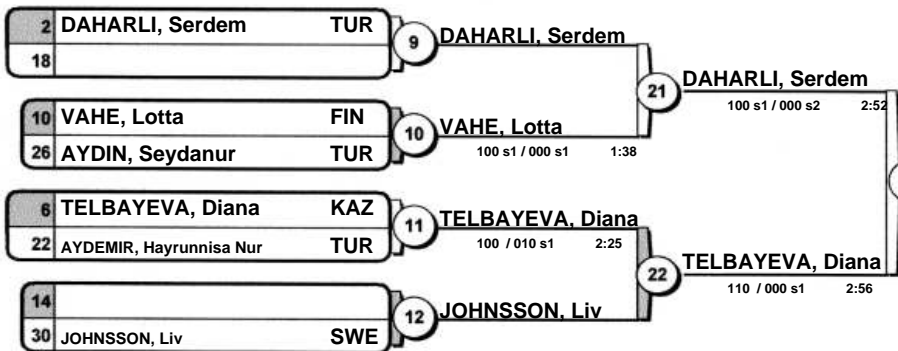 2 DAHARLI, Serdem TUR
18
9 DAHARLI, Serdem
10 VAHE, Lotta FIN
26 AYDIN, Seydanur TUR
10 VAHE, Lotta
100 s1 / 000 s1 1:38
21 DAHARLI, Serdem
100 s1 / 000 s2 2:52
6 TELBAYEVA, Diana KAZ
22 AYDEMIR, Hayrunnisa Nur TUR
11 TELBAYEVA, Diana
100 / 010 s1 2:25
14
30 JOHNSSON, Liv SWE
12 JOHNSSON, Liv
22 TELBAYEVA, Diana
110 / 000 s1 2:56